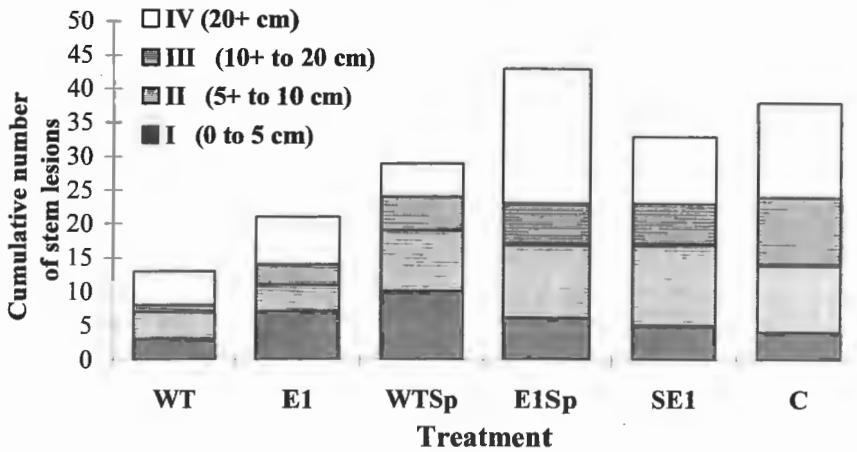 50
45
40
35
30
25
20
15
10
5
0
Cumulative number
of stem lesions
IV (20+ cm)
III (10+ to 20 cm)
II (5+ to 10 cm)
I (0 to 5 cm)
WT E1 WTSp E1Sp SE1 C
Treatment